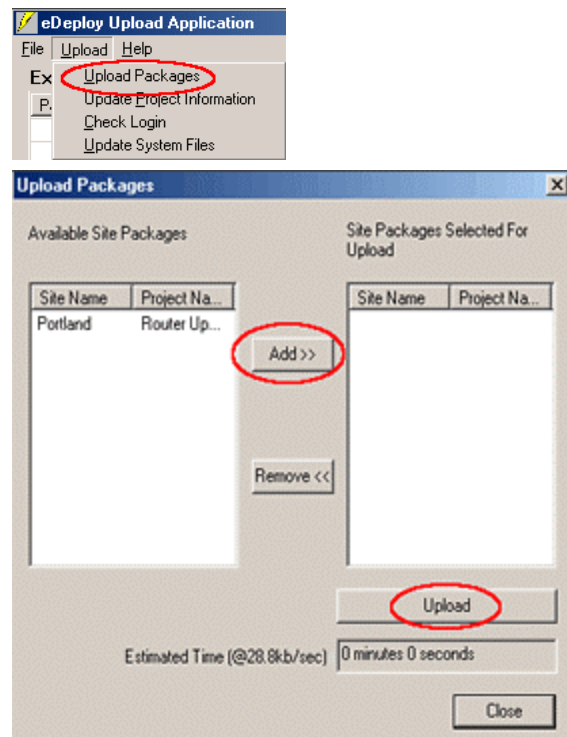 eDeploy Upload Application
File Upload Help
Ex
Upload Packages
P.
Update Project Information
Check Login
Update System Files
Upload Packages
Available Site Packages
Site Packages Selected For
Upload
Site Name Project Na...
Site Name Project Na...
Portland Router Up...
Add >>
Remove <<
Upload
Estimated Time (@28.8kb/sec) 0 minutes 0 seconds
Close